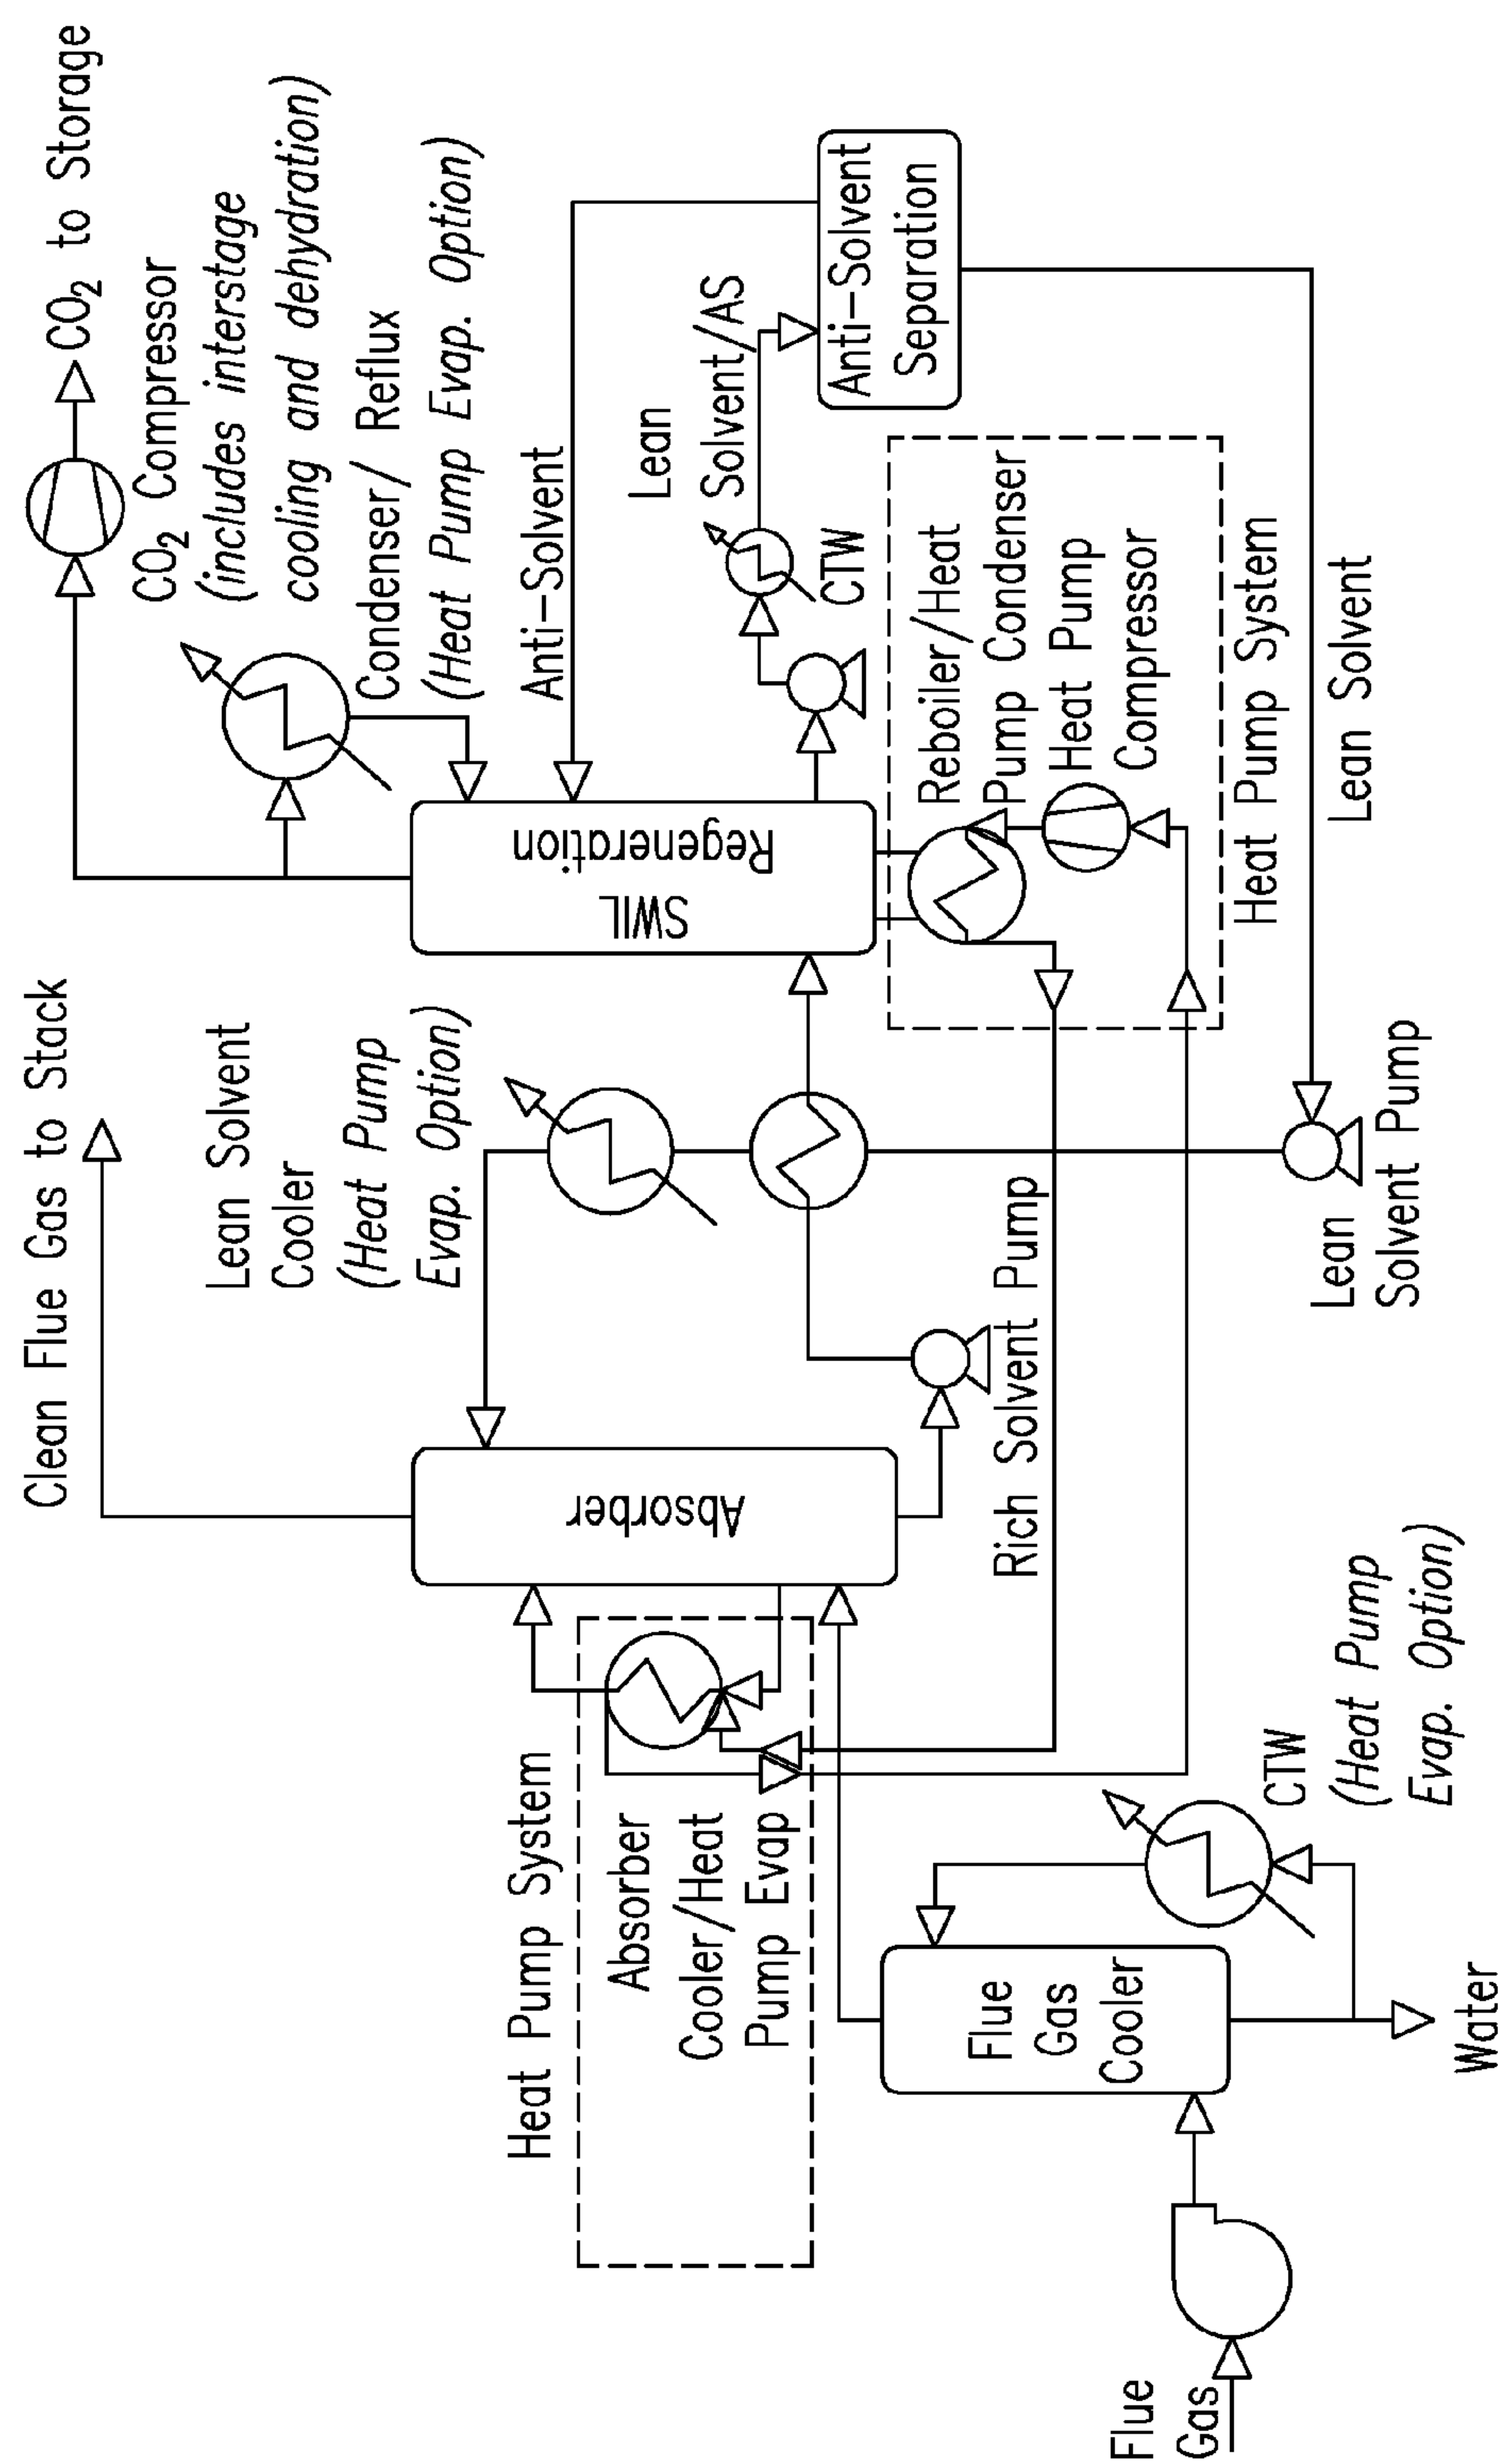 Clean Flue Gas to Stack
CO₂ to Storage
CO₂ Compressor
(includes interstage
cooling and dehydration)
Condenser/ Reflux
(Heat Pump Evap. Option)
Lean Solvent
Cooler
(Heat Pump
Evap. Option)
Anti-Solvent
Lean
Solvent/AS
CTW
Anti-Solvent
Separation
SWIL
Regeneration
Reboiler/Heat
Pump Condenser
Heat Pump
Compressor
Heat Pump System
Lean Solvent
Absorber
Rich Solvent Pump
Lean
Solvent Pump
Heat Pump System
Absorber
Cooler/Heat
Pump Evap
CTW
(Heat Pump
Evap. Option)
Flue
Gas
Cooler
Water
Flue
Gas